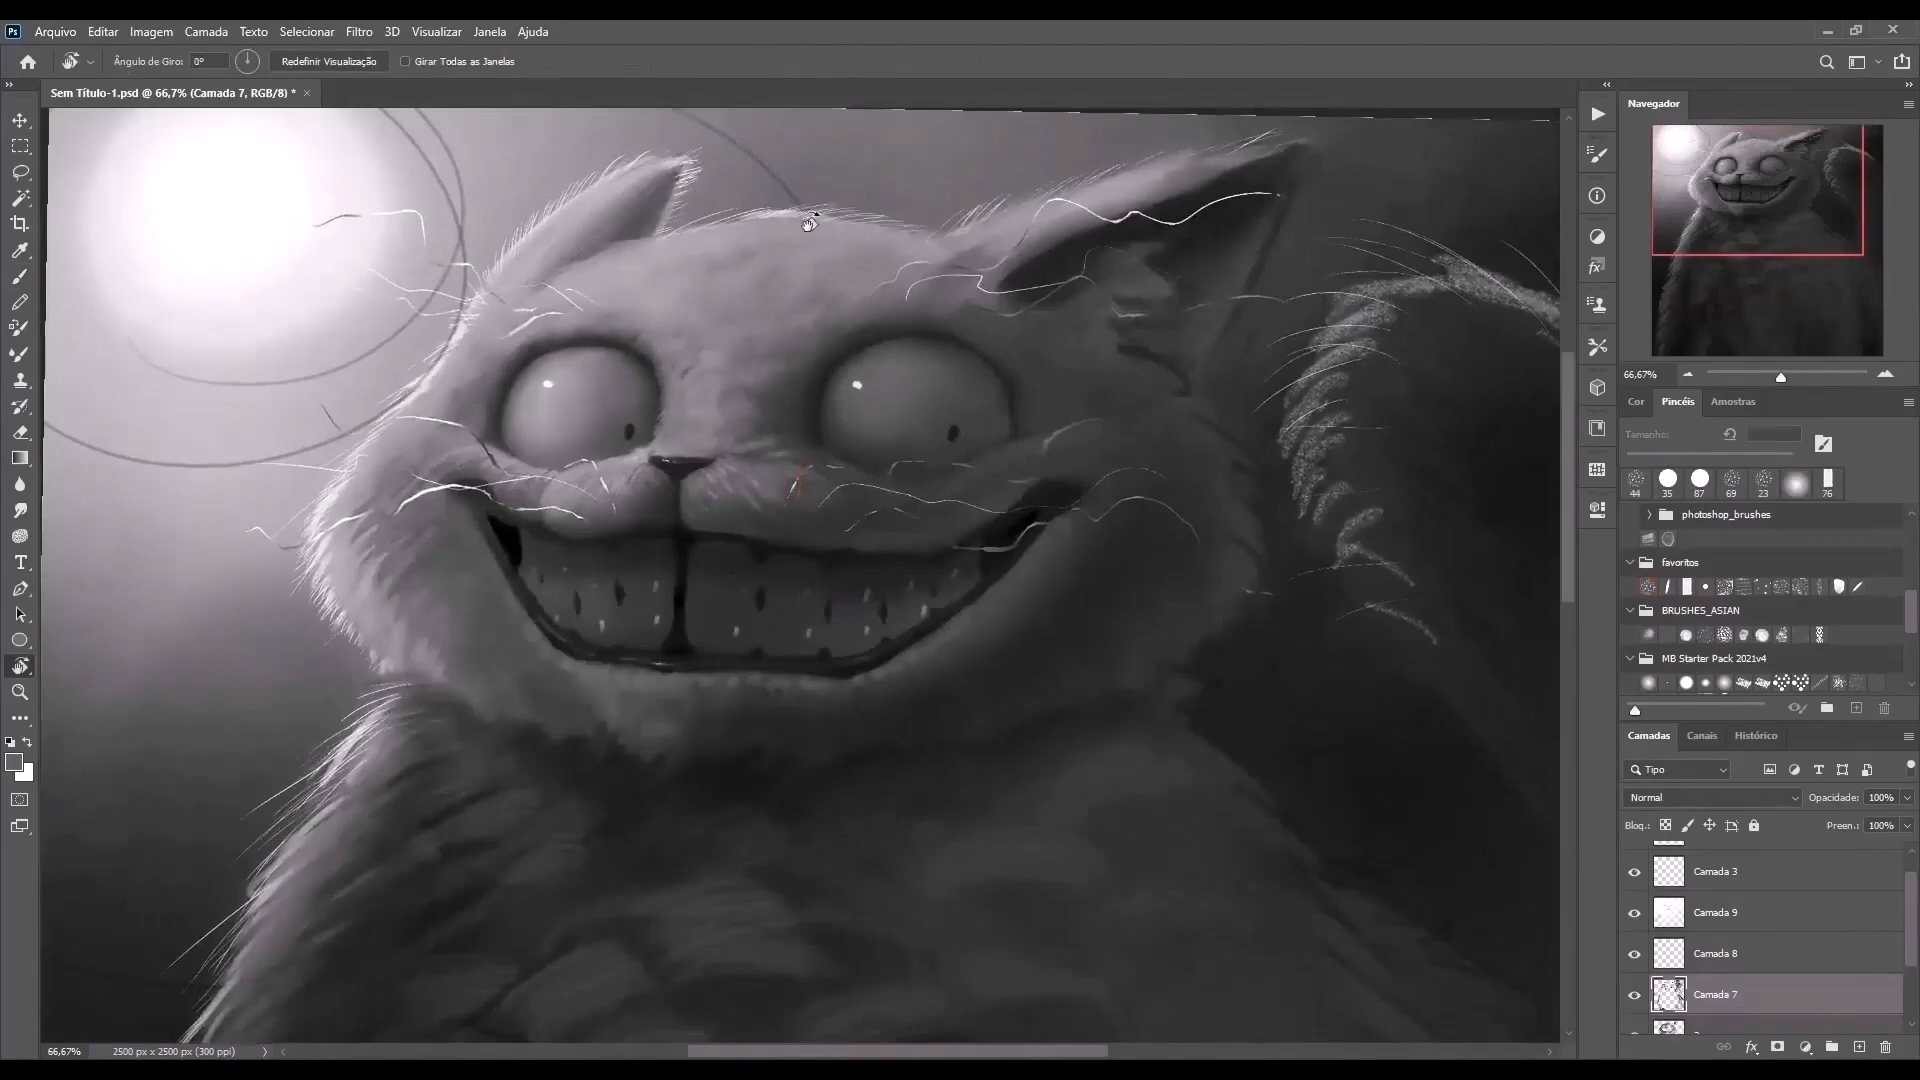 Ps Arquivo Editar Imagem Camada Texto Selecionar Filtro 3D Visualizar Janela Ajuda
Ângulo de Giro: 0° Redefinir Visualização Girar Todas as Janelas
Sem Título-1.psd @ 66,7% (Camada 7, RGB/8) * ×
Navegador
66,67%
Cor Pincéis Amostras
Tamanho:
44 35 87 69 23 76
photoshop_brushes
favoritos
BRUSHES_ASIAN
MB Starter Pack 2021v4
Camadas Canais Histórico
Tipo
Normal Opacidade: 100%
Bloq.: Preen.: 100%
Camada 3
Camada 9
Camada 8
Camada 7
66,67% 2500 px x 2500 px (300 ppi)